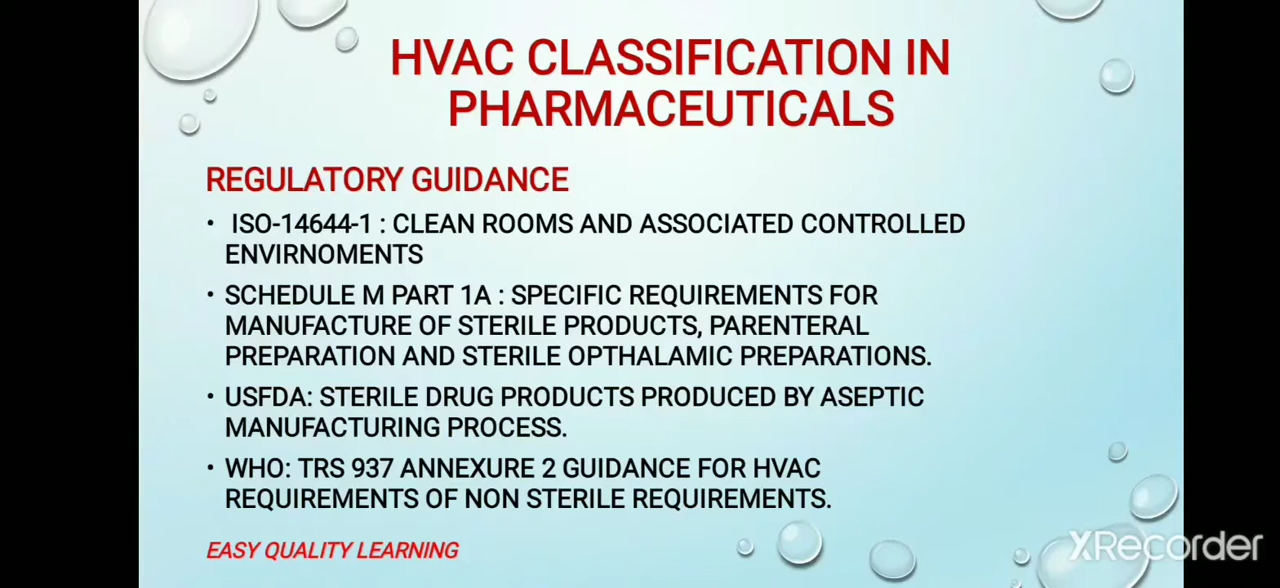 HVAC CLASSIFICATION IN
PHARMACEUTICALS
REGULATORY GUIDANCE
• ISO-14644-1 : CLEAN ROOMS AND ASSOCIATED CONTROLLED
ENVIRNOMENTS
• SCHEDULE M PART 1A : SPECIFIC REQUIREMENTS FOR
MANUFACTURE OF STERILE PRODUCTS, PARENTERAL
PREPARATION AND STERILE OPTHALAMIC PREPARATIONS.
• USFDA: STERILE DRUG PRODUCTS PRODUCED BY ASEPTIC
MANUFACTURING PROCESS.
• WHO: TRS 937 ANNEXURE 2 GUIDANCE FOR HVAC
REQUIREMENTS OF NON STERILE REQUIREMENTS.
EASY QUALITY LEARNING
XRecorder